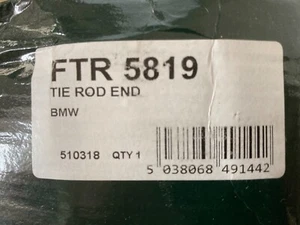 FTR 5819
TIE ROD END
BMW
510318 QTY 1
5 038068 491442